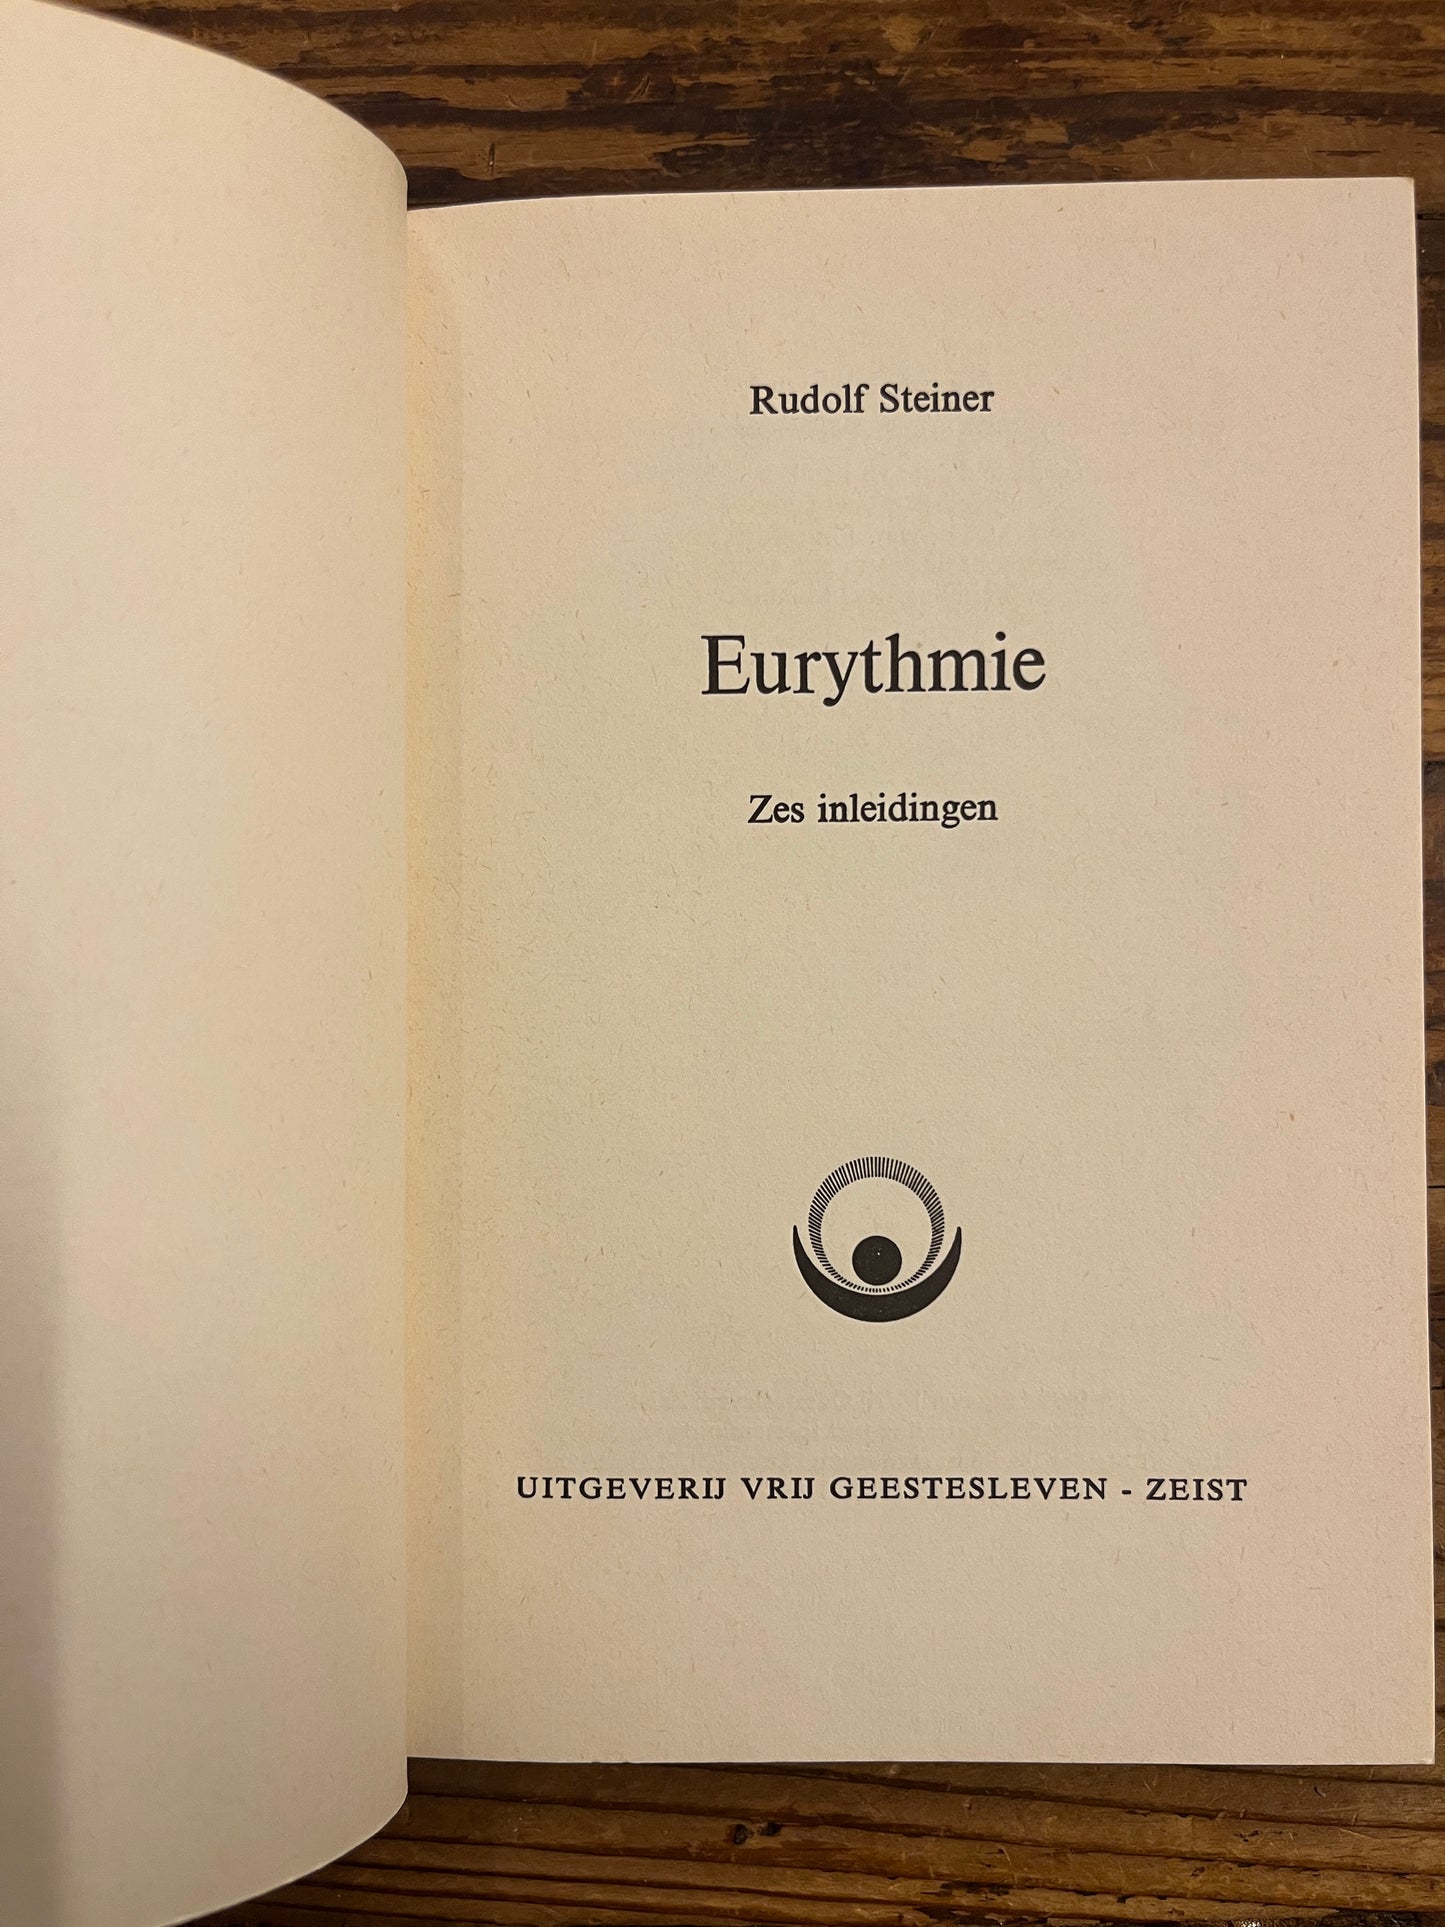 Rudolf Steiner
Eurythmie
Zes inleidingen
UITGEVERIJ VRIJ GEESTESLEVEN - ZEIST